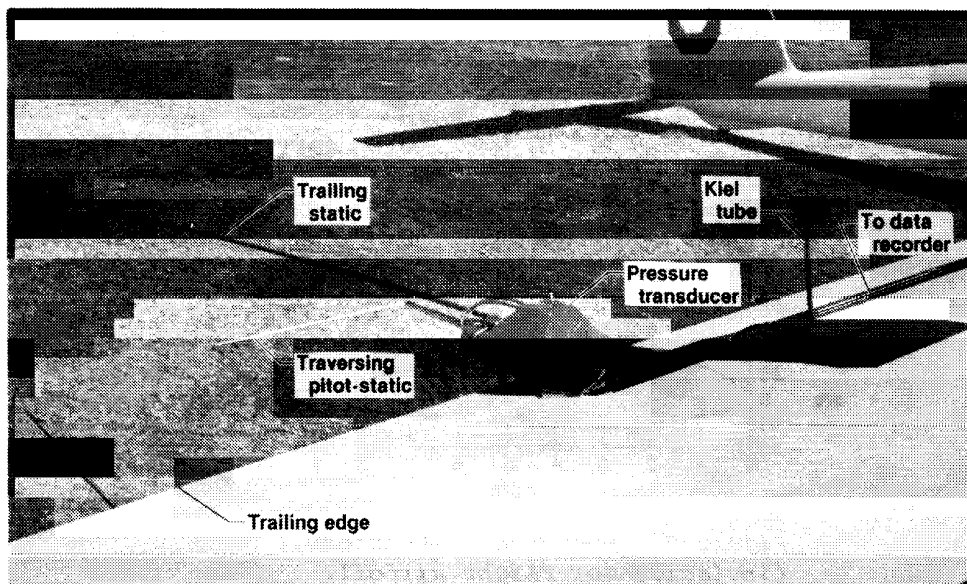 Trailing
static
Kiel
tube
To data
recorder
Pressure
transducer
Traversing
pitot-static
Trailing edge